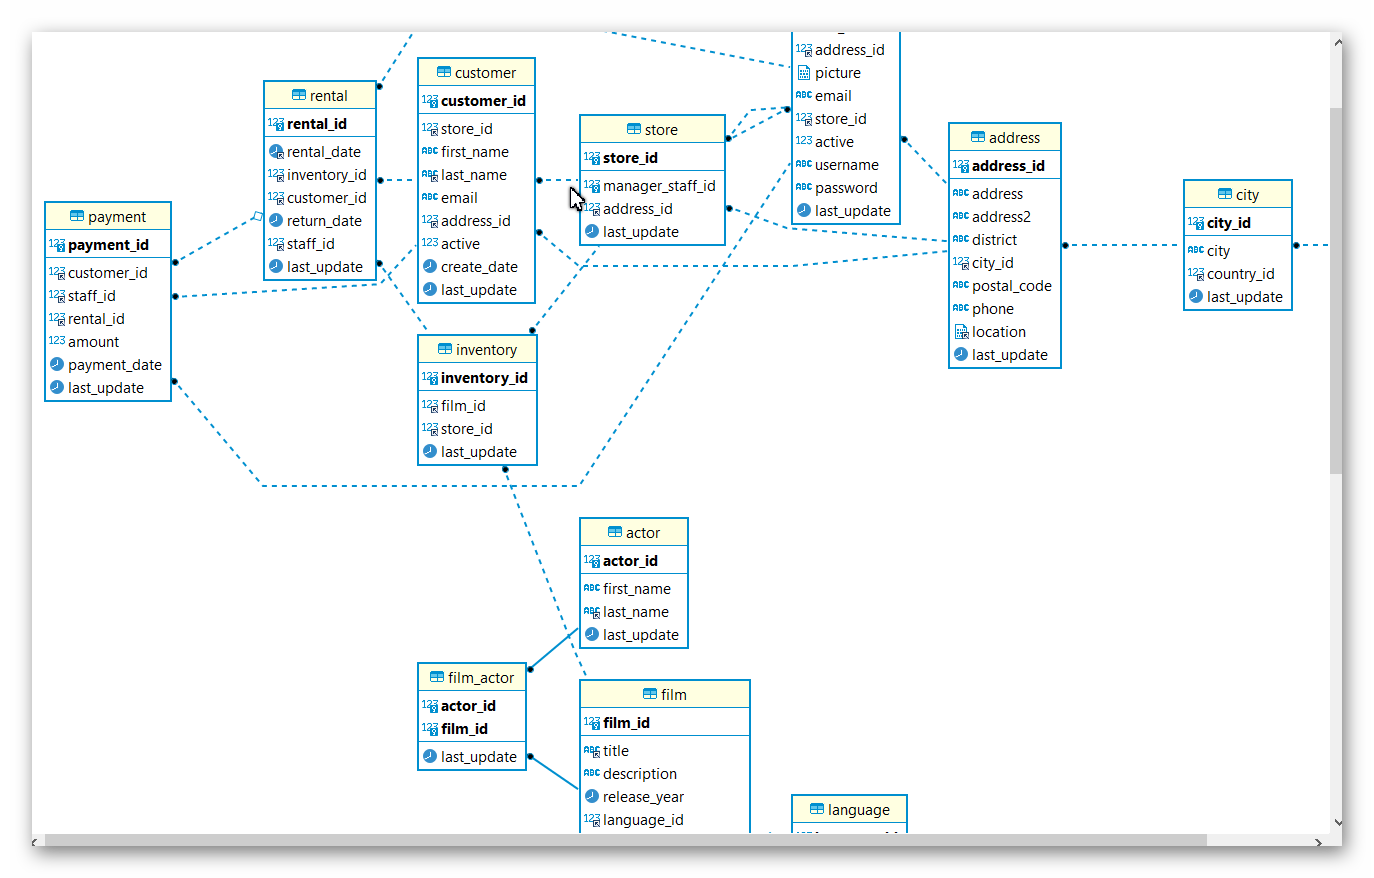 rental
rental_id
rental_date
inventory_id
customer_id
return_date
staff_id
last_update
customer
customer_id
store_id
first_name
last_name
email
address_id
active
create_date
last_update
store
store_id
manager_staff_id
address_id
last_update
address_id
picture
email
store_id
active
username
password
last_update
address
address_id
address
address2
district
city_id
postal_code
phone
location
last_update
city
city_id
city
country_id
last_update
payment
payment_id
customer_id
staff_id
rental_id
amount
payment_date
last_update
inventory
inventory_id
film_id
store_id
last_update
actor
actor_id
first_name
last_name
last_update
film_actor
actor_id
film_id
last_update
film
film_id
title
description
release_year
language_id
language